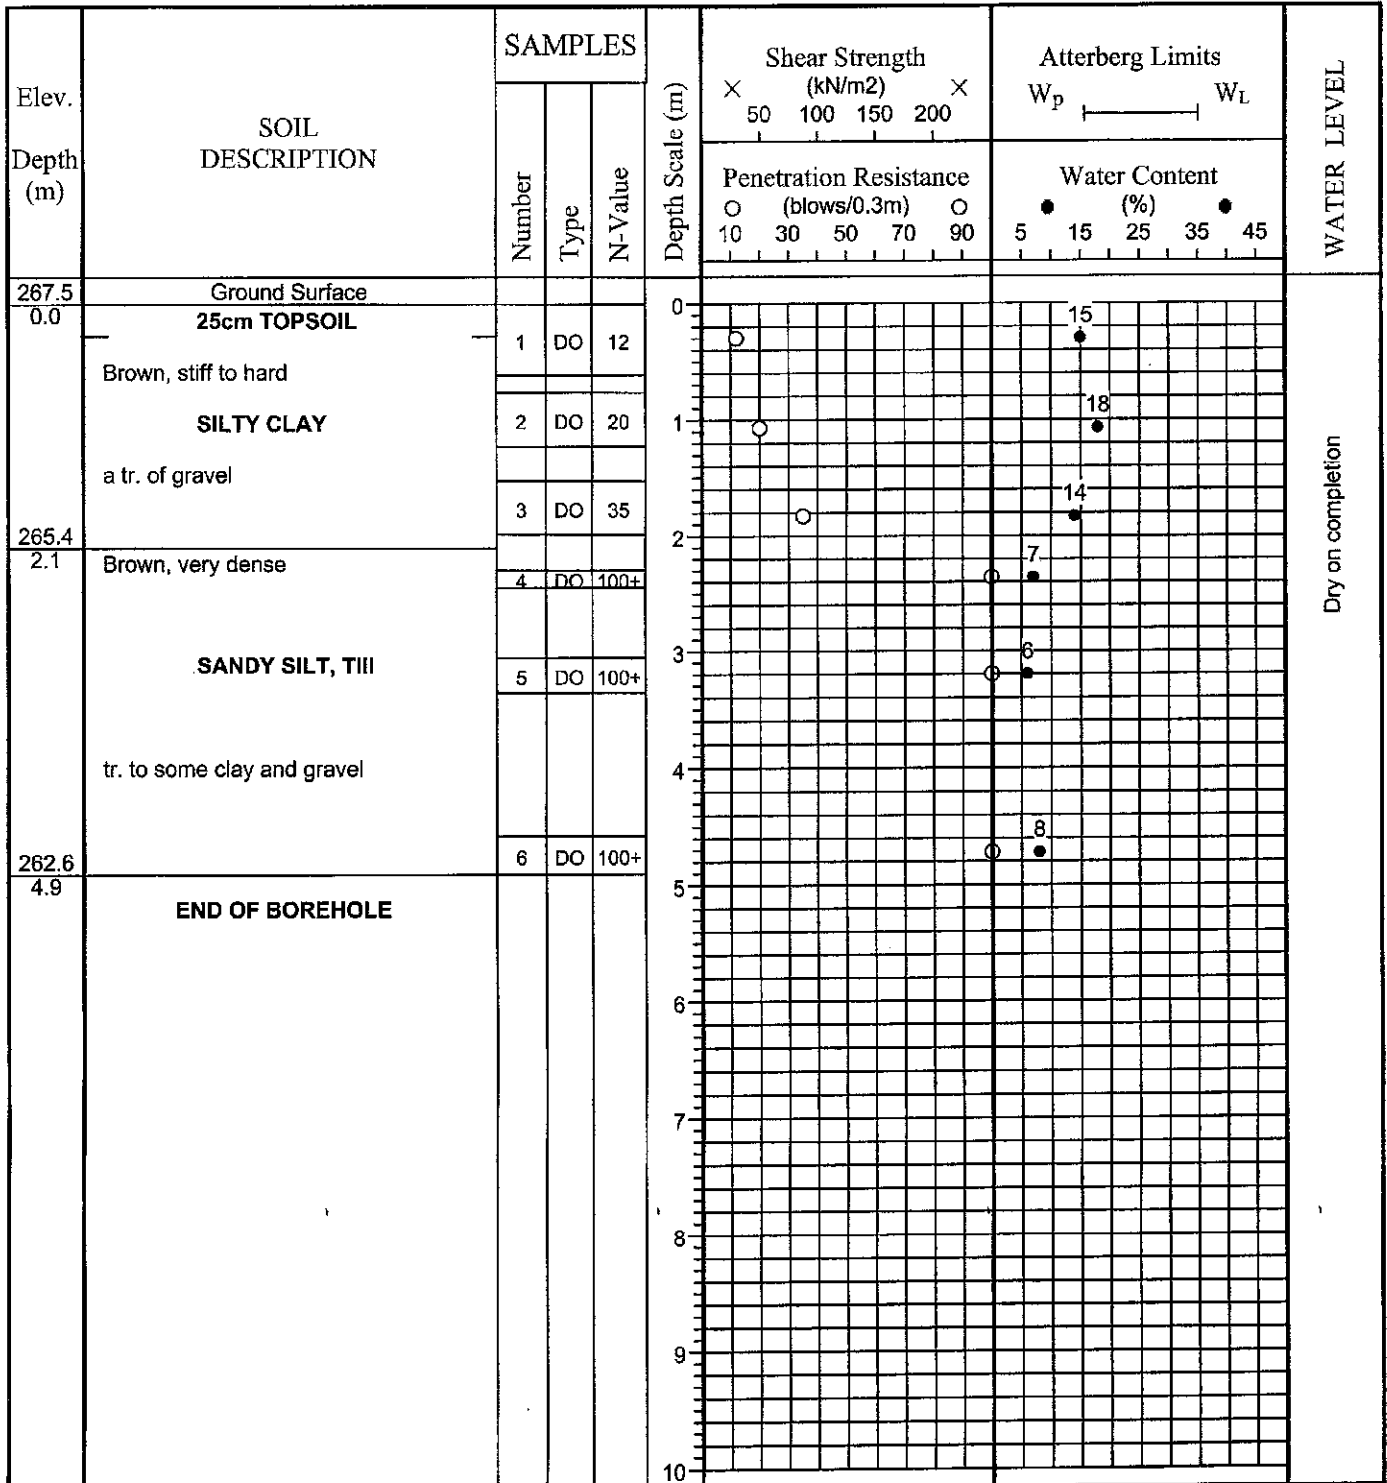 Elev.
Depth
(m)
SOIL
DESCRIPTION
SAMPLES
Number
Type
N-Value
Depth Scale (m)
Shear Strength
× (kN/m2) ×
50 100 150 200
Penetration Resistance
○ (blows/0.3m) ○
10 30 50 70 90
Atterberg Limits
Wp WL
Water Content
● (%) ●
5 15 25 35 45
WATER LEVEL
267.5 Ground Surface
0.0 25cm TOPSOIL
1 DO 12
Brown, stiff to hard
SILTY CLAY
2 DO 20
a tr. of gravel
3 DO 35
265.4
2.1 Brown, very dense
4 DO 100+
SANDY SILT, TIII
5 DO 100+
tr. to some clay and gravel
6 DO 100+
262.6
4.9
END OF BOREHOLE
0
1
2
3
4
5
6
7
8
9
10
15
18
14
7
6
8
Dry on completion